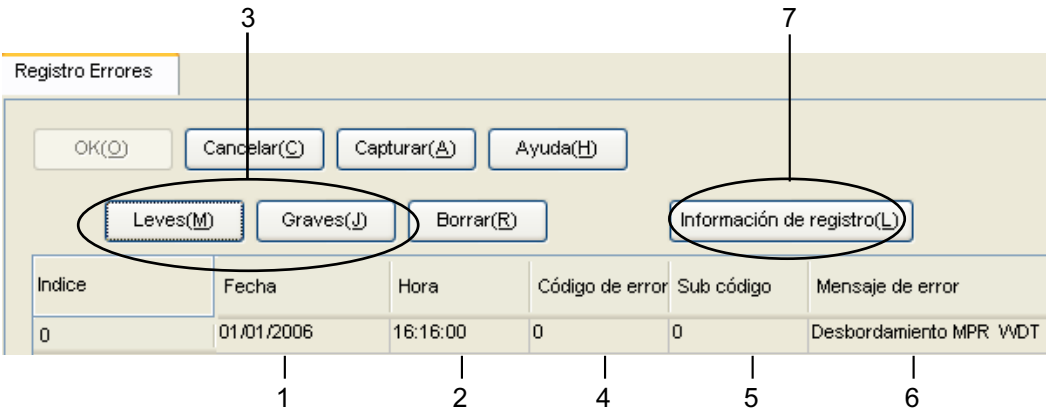 3 7
Registro Errores
OK(O) Cancelar(C) Capturar(A) Ayuda(H)
Leves(M) Graves(J) Borrar(R) Información de registro(L)
Indice Fecha Hora Código de error Sub código Mensaje de error
0 01/01/2006 16:16:00 0 0 Desbordamiento MPR WDT
1 2 4 5 6